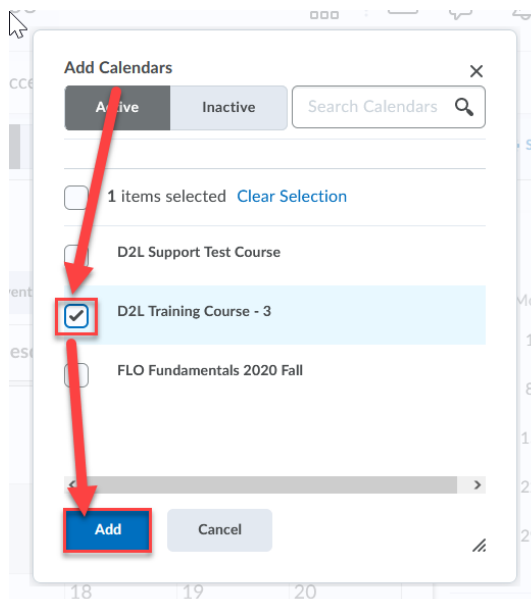 Add Calendars
Active Inactive Search Calendars
1 items selected Clear Selection
D2L Support Test Course
D2L Training Course - 3
FLO Fundamentals 2020 Fall
Add Cancel
18 19 20